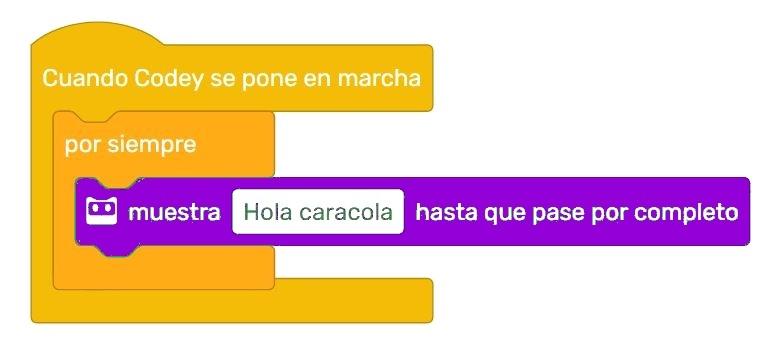 Cuando Codey se pone en marcha
por siempre
muestra Hola caracola hasta que pase por completo